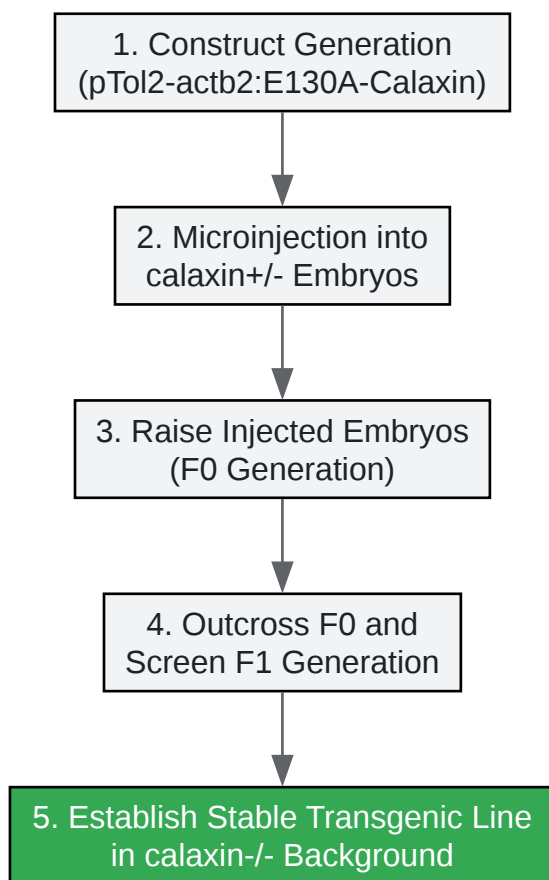 1. Construct Generation
(pTol2-actb2:E130A-Calaxin)
2. Microinjection into
calaxin+/- Embryos
3. Raise Injected Embryos
(F0 Generation)
4. Outcross F0 and
Screen F1 Generation
5. Establish Stable Transgenic Line
in calaxin-/- Background